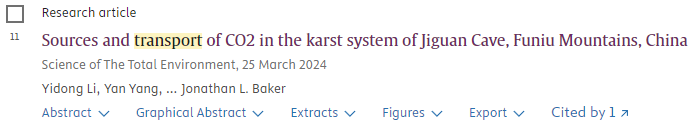 Research article
11
Sources and transport of CO2 in the karst system of Jiguan Cave, Funiu Mountains, China
Science of The Total Environment, 25 March 2024
Yidong Li, Yan Yang, ... Jonathan L. Baker
Abstract Graphical Abstract Extracts Figures Export Cited by 1 ↗